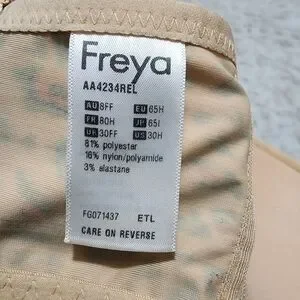 Freya
AA4234REL
AU 8FF EU 65H
FR 80H JP 65I
UK 30FF US 30H
81% polyester
16% nylon/polyamide
3% elastane
FG071437 ETL
CARE ON REVERSE